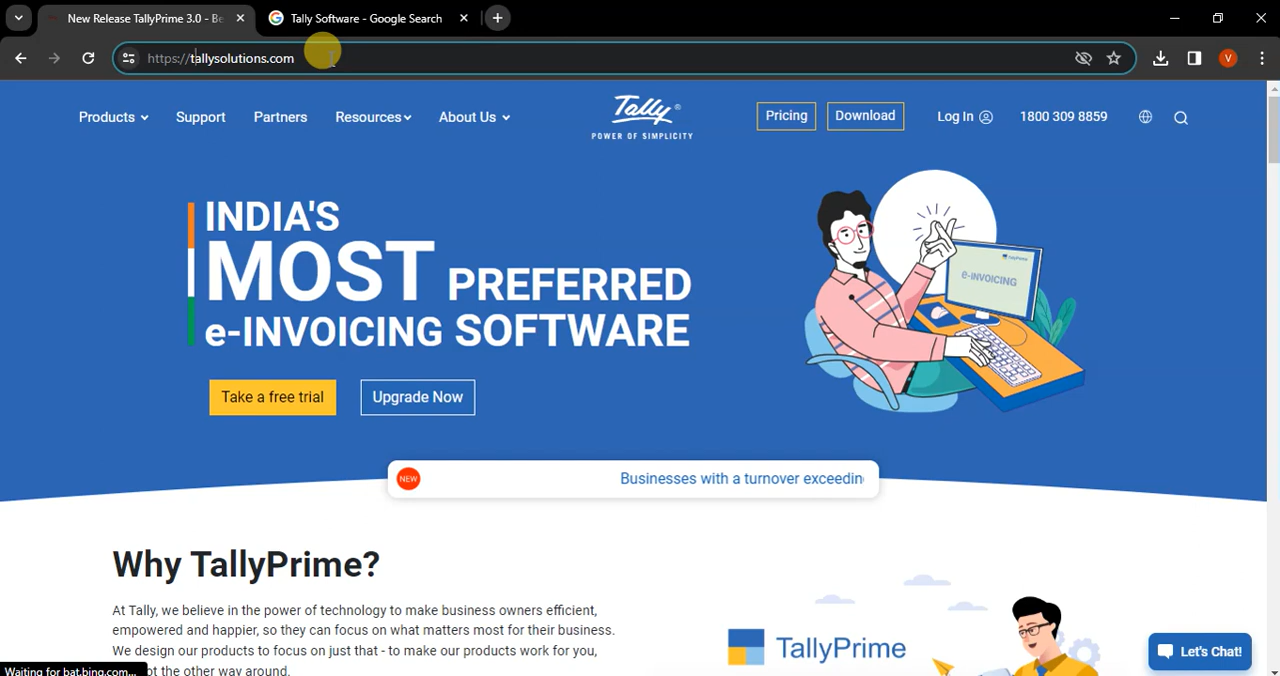 New Release TallyPrime 3.0 - Be
Tally Software - Google Search
https://tallysolutions.com
V
Products
Support
Partners
Resources
About Us
Tally
POWER OF SIMPLICITY
Pricing
Download
Log In
1800 309 8859
INDIA'S
MOST PREFERRED
e-INVOICING SOFTWARE
TallyPrime
e-INVOICING
Take a free trial
Upgrade Now
NEW
Businesses with a turnover exceedin
Why TallyPrime?
At Tally, we believe in the power of technology to make business owners efficient,
empowered and happier, so they can focus on what matters most for their business.
We design our products to focus on just that - to make our products work for you,
ot the other way around.
TallyPrime
Let's Chat!
Waiting for bat.bing.com...